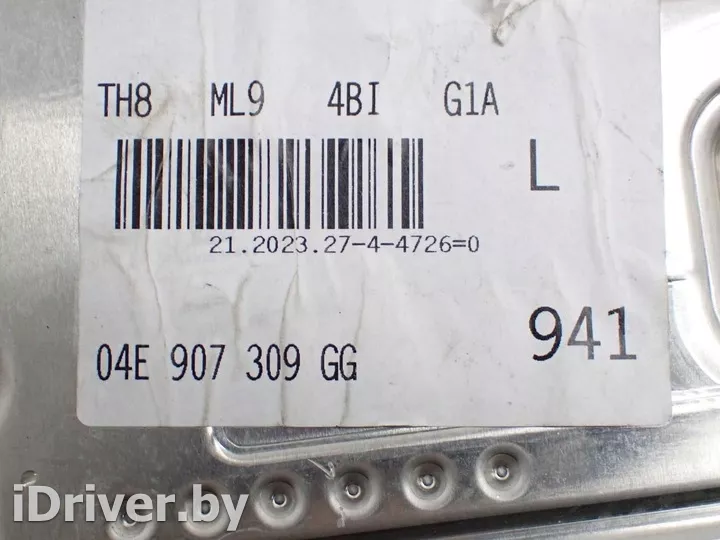 TH8 ML9 4BI G1A
L
21.2023.27-4-4726=0
941
04E 907 309 GG
iDriver.by